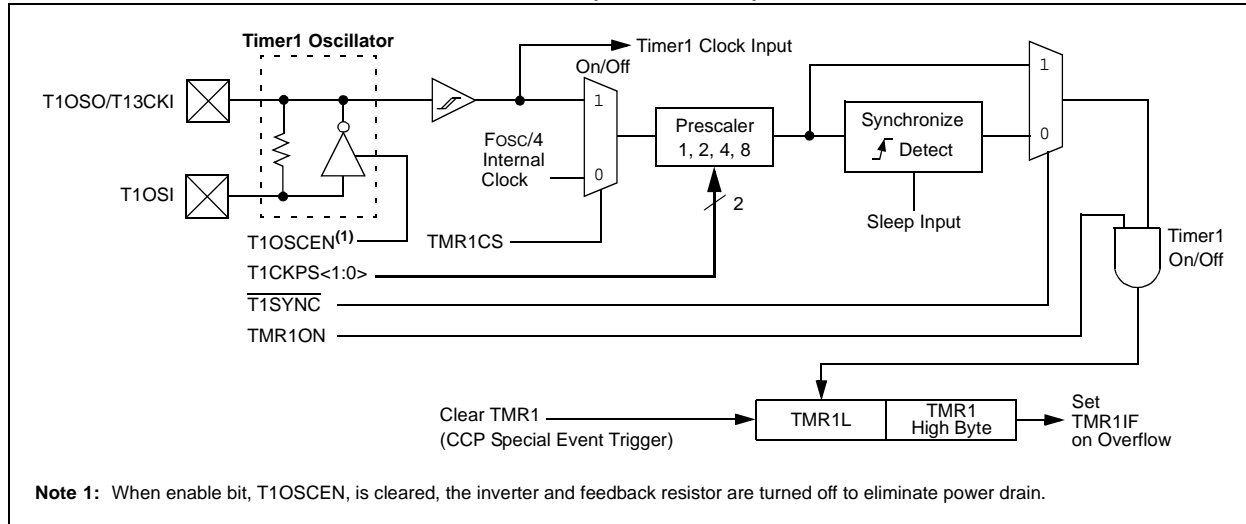 Timer1 Oscillator
Timer1 Clock Input
On/Off
1
1
T1OSO/T13CKI
Prescaler
1, 2, 4, 8
Synchronize
Detect
0
FOSC/4
Internal
Clock
0
T1OSI
2
Sleep Input
T1OSCEN(1)
TMR1CS
Timer1
On/Off
T1CKPS<1:0>
T1SYNC
TMR1ON
Clear TMR1
(CCP Special Event Trigger)
TMR1L
TMR1
High Byte
Set
TMR1IF
on Overflow
Note 1: When enable bit, T1OSCEN, is cleared, the inverter and feedback resistor are turned off to eliminate power drain.